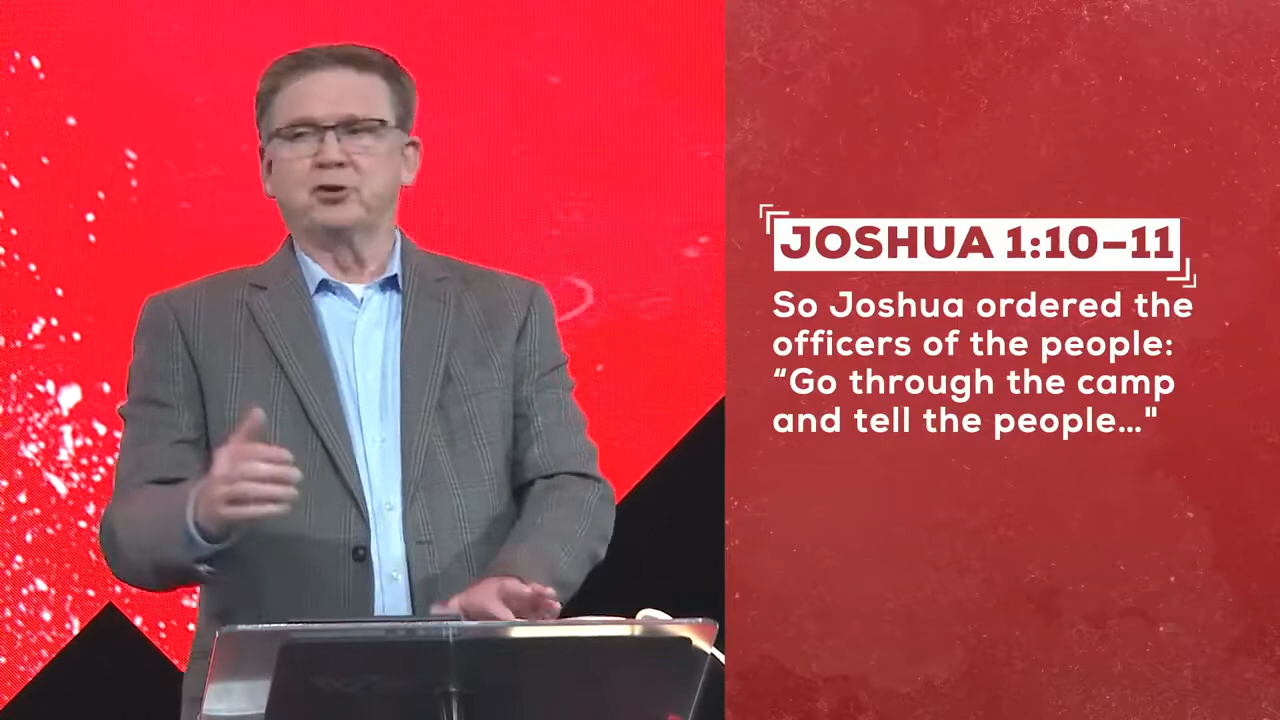 JOSHUA 1:10–11
So Joshua ordered the
officers of the people:
“Go through the camp
and tell the people..."